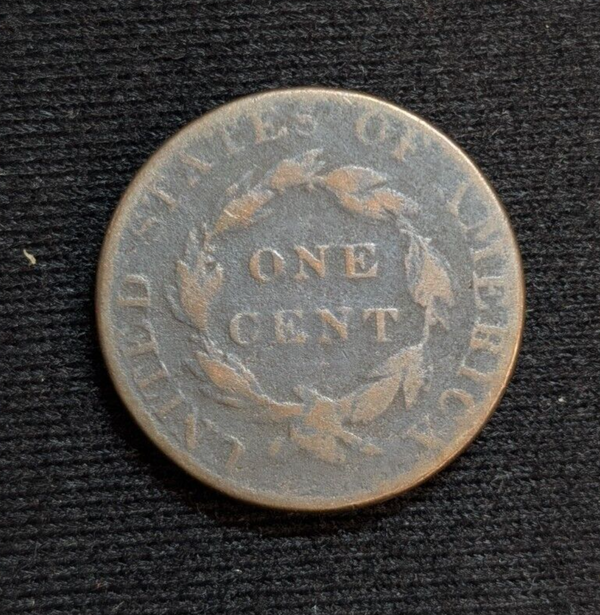 UNITED STATES OF AMERICA
ONE
CENT